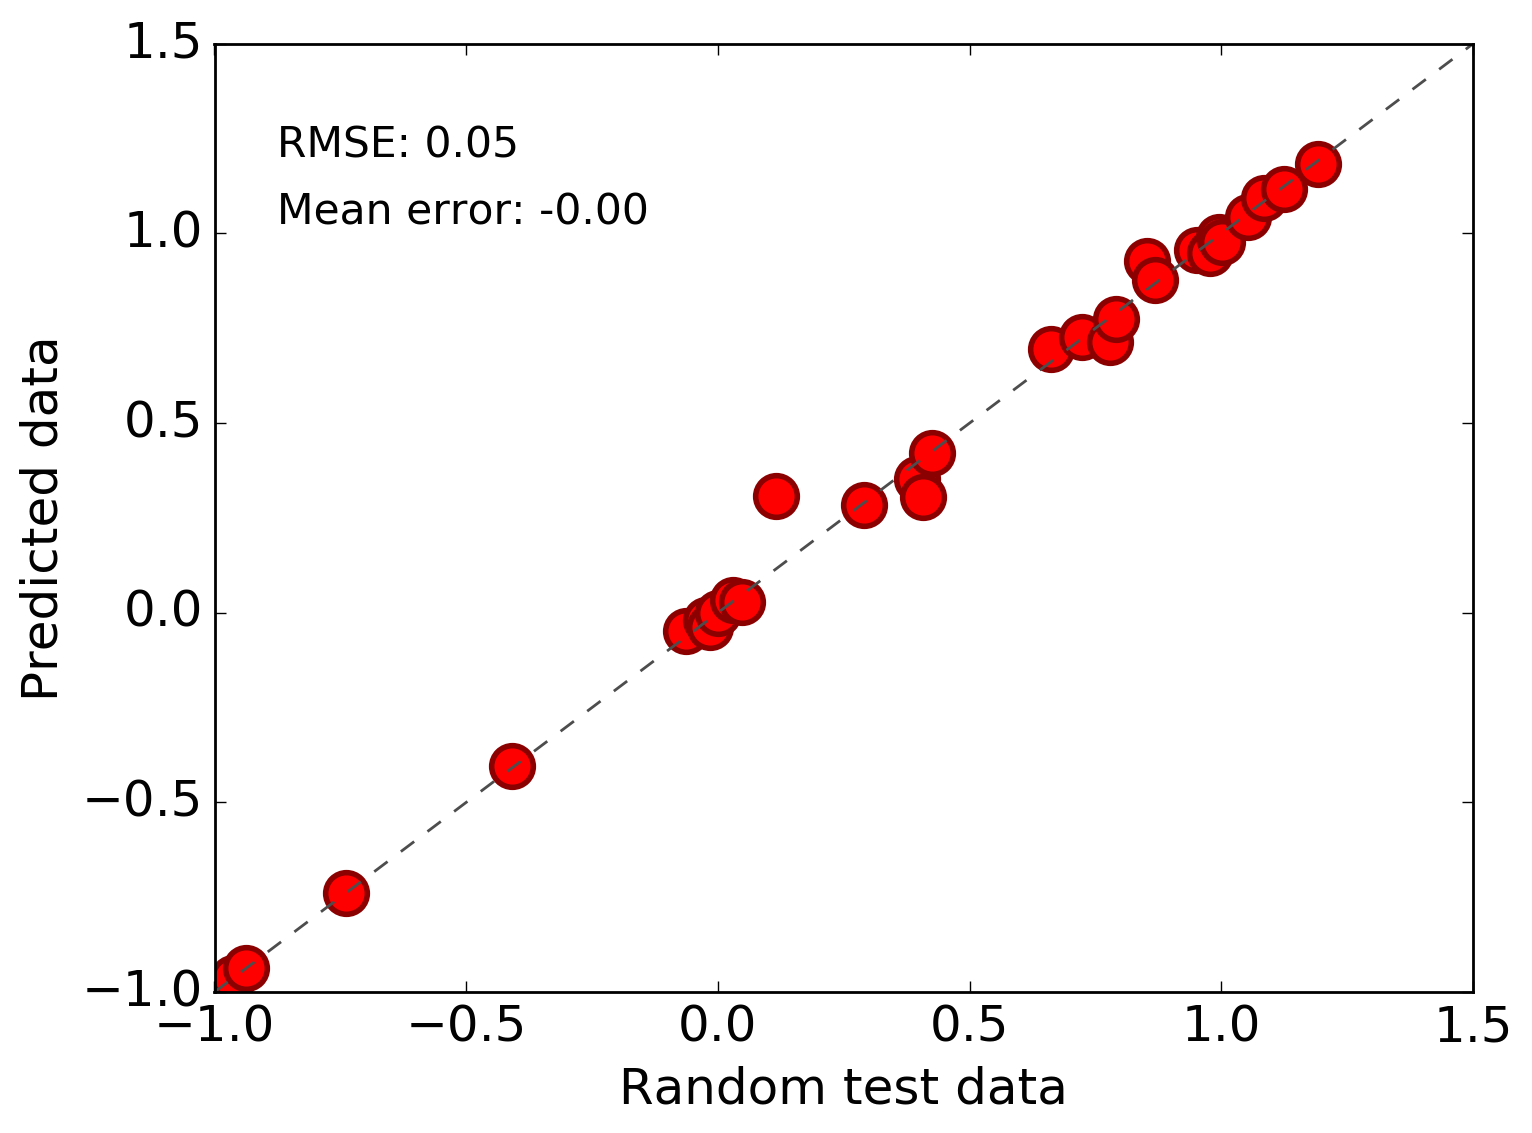 1.5
RMSE: 0.05
Mean error: -0.00
1.0
0.5
0.0
−0.5
−1.0
Predicted data
−1.0 −0.5 0.0 0.5 1.0 1.5
Random test data